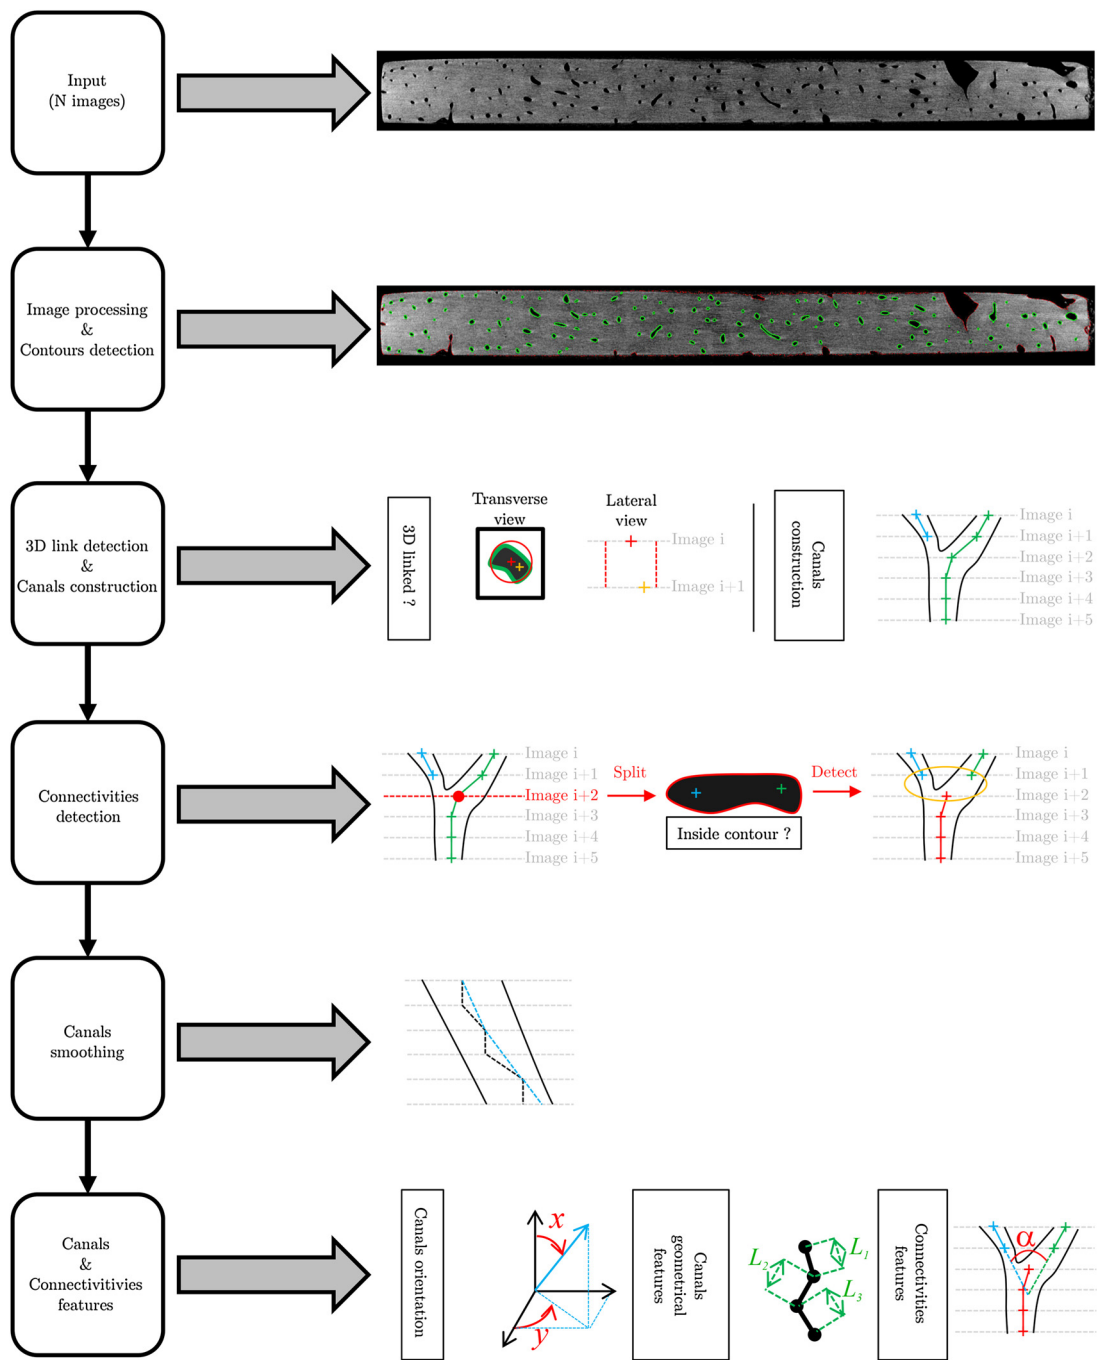 Input
(N images)
Image processing
&
Contours detection
3D link detection
&
Canals construction
3D linked ?
Transverse
view
Lateral
view
Image i
Image i+1
Canals
construction
Image i
Image i+1
Image i+2
Image i+3
Image i+4
Image i+5
Connectivities
detection
Image i
Image i+1
Image i+2
Image i+3
Image i+4
Image i+5
Split
Inside contour ?
Detect
Image i
Image i+1
Image i+2
Image i+3
Image i+4
Image i+5
Canals
smoothing
Canals
&
Connectivitivies
features
Canals orientation
x
y
Canals
geometrical
features
L1
L2
L3
Connectivities
features
α